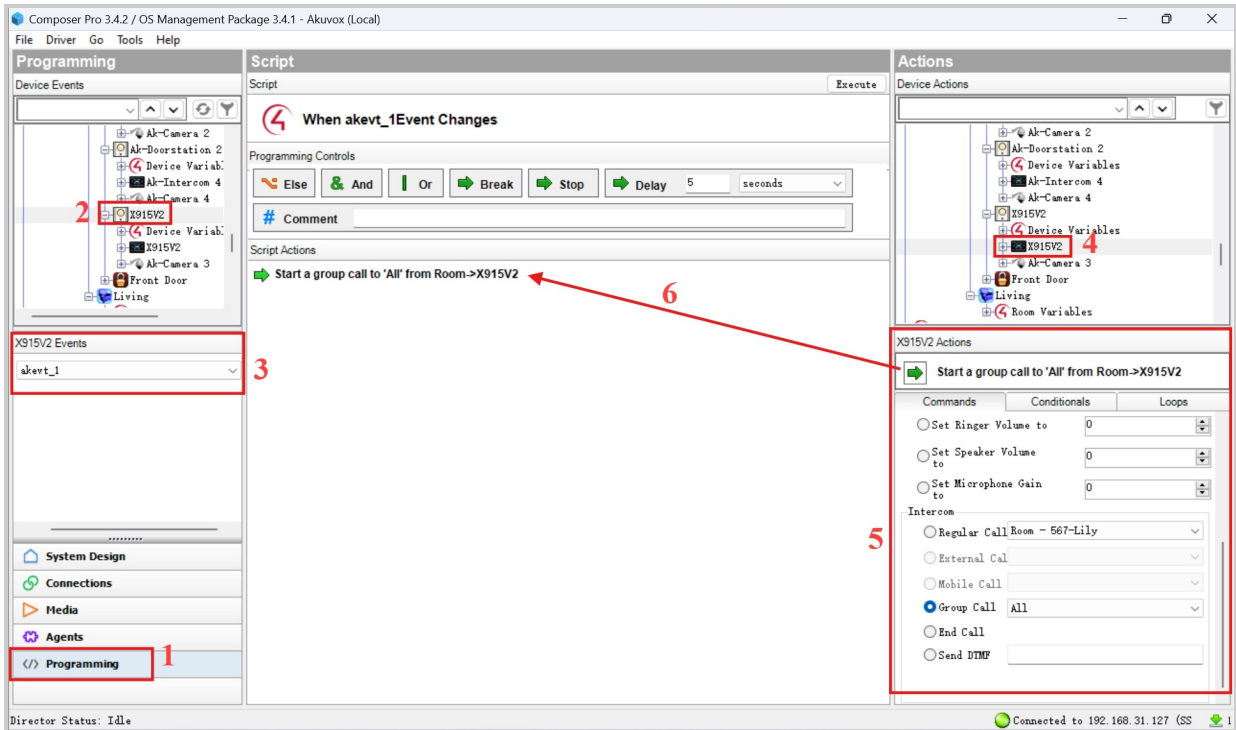 Composer Pro 3.4.2 / OS Management Package 3.4.1 - Akuvox (Local)
File Driver Go Tools Help
Programming
Device Events
Ak-Camera 2
Ak-Doorstation 2
Device Variab
Ak-Intercom 4
Ak-Camera 4
2
X915V2
Device Variab
X915V2
Ak-Camera 3
Front Door
Living
X915V2 Events
akevt_1
3
System Design
Connections
Media
Agents
Programming
1
Script
Script
Execute
When akevt_1Event Changes
Programming Controls
Else
And
Or
Break
Stop
Delay 5 seconds
Comment
Script Actions
Start a group call to 'All' from Room->X915V2
6
Actions
Device Actions
Ak-Camera 2
Ak-Doorstation 2
Device Variables
Ak-Intercom 4
Ak-Camera 4
X915V2
Device Variables
X915V2
4
Ak-Camera 3
Front Door
Living
Room Variables
X915V2 Actions
Start a group call to 'All' from Room->X915V2
Commands Conditionals Loops
Set Ringer Volume to 0
Set Speaker Volume
to
0
Set Microphone Gain
to
0
Intercom
5
Regular Call Room - 567-Lily
External Cal
Mobile Call
Group Call All
End Call
Send DTMF
Director Status: Idle
Connected to 192.168.31.127 (SS
1